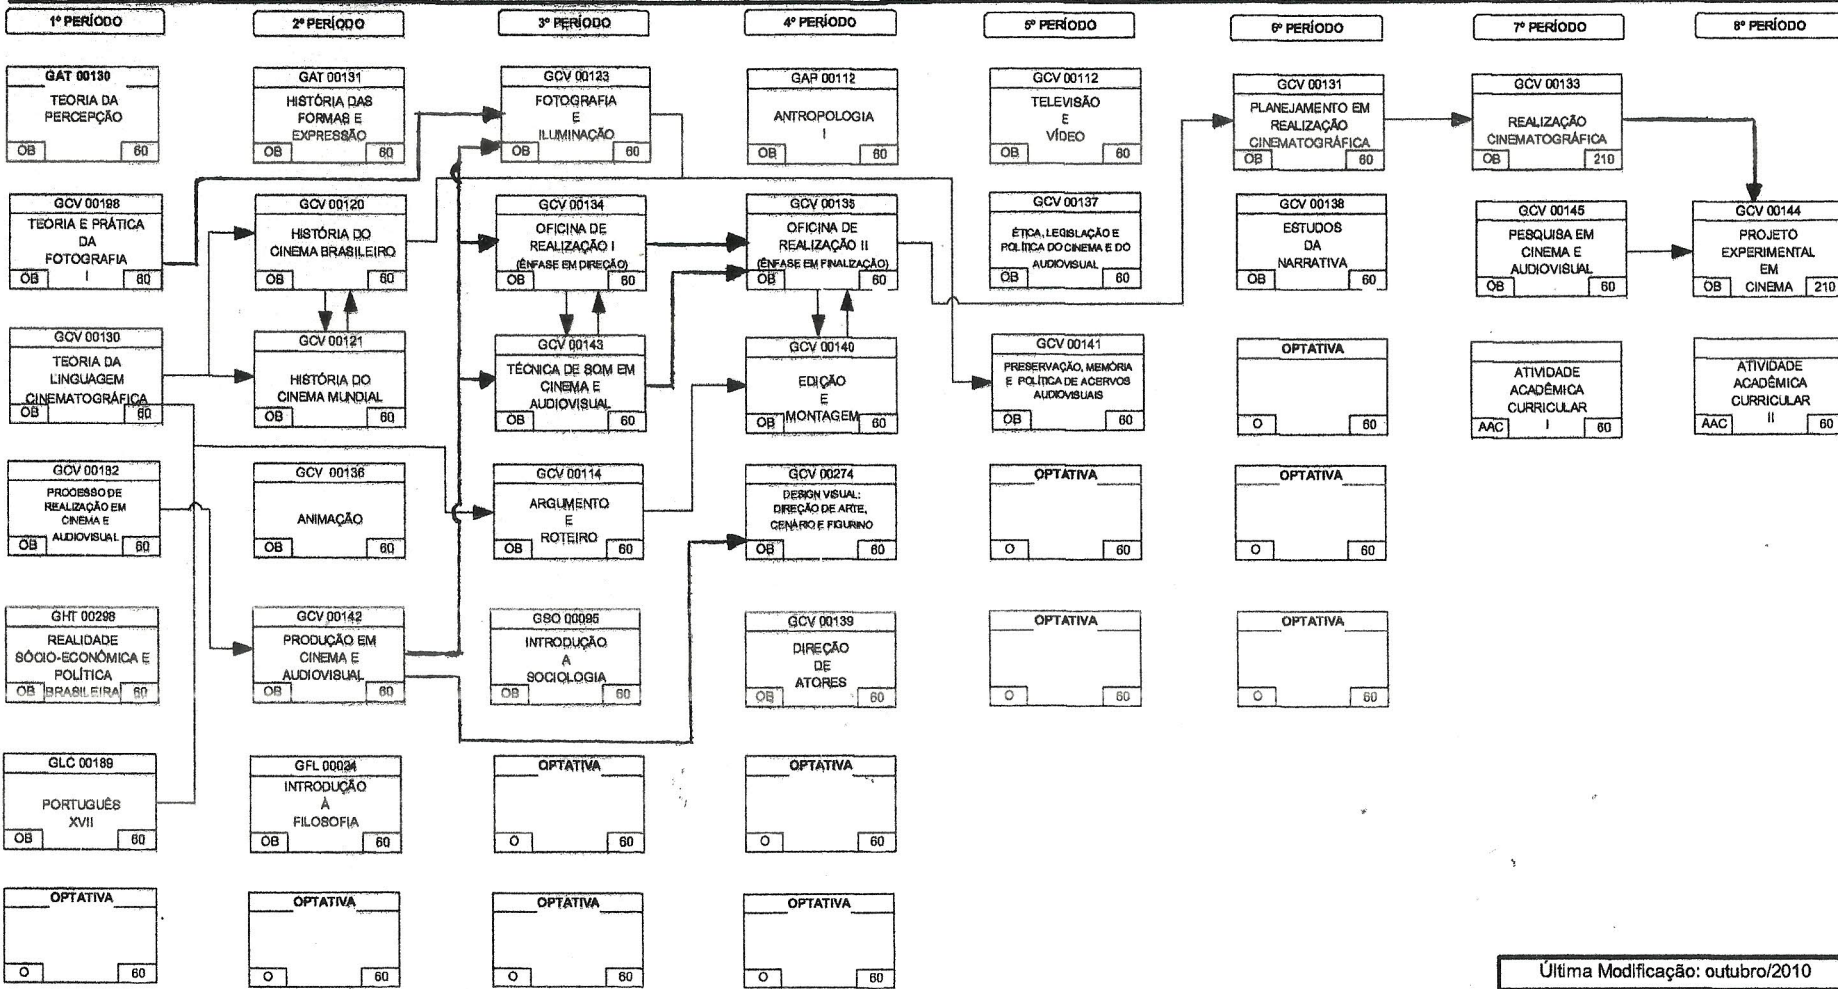 1º PERÍODO
2º PERÍODO
3º PERÍODO
4º PERÍODO
5º PERÍODO
6º PERÍODO
7º PERÍODO
8º PERÍODO
GAT 00130
TEORIA DA
PERCEPÇÃO
OB 60
GAT 00131
HISTÓRIA DAS
FORMAS E
EXPRESSÃO
OB 60
GCV 00123
FOTOGRAFIA
E
ILUMINAÇÃO
OB 60
GAP 00112
ANTROPOLOGIA
I
OB 60
GCV 00112
TELEVISÃO
E
VÍDEO
OB 60
GCV 00131
PLANEJAMENTO EM
REALIZAÇÃO
CINEMATOGRÁFICA
OB 60
GCV 00133
REALIZAÇÃO
CINEMATOGRÁFICA
OB 210
GCV 00198
TEORIA E PRÁTICA
DA
FOTOGRAFIA
OB I 60
GCV 00120
HISTÓRIA DO
CINEMA BRASILEIRO
OB 60
GCV 00134
OFICINA DE
REALIZAÇÃO I
(ÊNFASE EM DIREÇÃO)
OB 60
GCV 00135
OFICINA DE
REALIZAÇÃO II
(ÊNFASE EM FINALIZAÇÃO)
OB 60
GCV 00137
ÉTICA, LEGISLAÇÃO E
POLÍTICA DO CINEMA E DO
AUDIOVISUAL
OB 60
GCV 00138
ESTUDOS
DA
NARRATIVA
OB 60
GCV 00145
PESQUISA EM
CINEMA E
AUDIOVISUAL
OB 60
GCV 00144
PROJETO
EXPERIMENTAL
EM
OB CINEMA 210
GCV 00130
TEORIA DA
LINGUAGEM
CINEMATOGRÁFICA
OB 60
GCV 00121
HISTÓRIA DO
CINEMA MUNDIAL
OB 60
GCV 00143
TÉCNICA DE SOM EM
CINEMA E
AUDIOVISUAL
OB 60
GCV 00140
EDIÇÃO
E
MONTAGEM
OB 60
GCV 00141
PRESERVAÇÃO, MEMÓRIA
E POLÍTICA DE ACERVOS
AUDIOVISUAIS
OB 60
OPTATIVA
O 60
ATIVIDADE
ACADÊMICA
CURRICULAR
AAC I 60
ATIVIDADE
ACADÊMICA
CURRICULAR
AAC II 60
GCV 00132
PROCESSO DE
REALIZAÇÃO EM
CINEMA E
AUDIOVISUAL
OB 60
GCV 00136
ANIMAÇÃO
OB 60
GCV 00114
ARGUMENTO
E
ROTEIRO
OB 60
GCV 00274
DESIGN VISUAL:
DIREÇÃO DE ARTE,
CENÁRIO E FIGURINO
OB 60
OPTATIVA
O 60
OPTATIVA
O 60
GHT 00298
REALIDADE
SÓCIO-ECONÔMICA E
POLÍTICA
OB BRASILEIRA 60
GCV 00142
PRODUÇÃO EM
CINEMA E
AUDIOVISUAL
OB 60
GSO 00095
INTRODUÇÃO
A
SOCIOLOGIA
OB 60
GCV 00139
DIREÇÃO
DE
ATORES
OB 60
OPTATIVA
O 60
OPTATIVA
O 60
GLC 00189
PORTUGUÊS
XVII
OB 60
GFL 00024
INTRODUÇÃO
À
FILOSOFIA
OB 60
OPTATIVA
O 60
OPTATIVA
O 60
OPTATIVA
O 60
OPTATIVA
O 60
OPTATIVA
O 60
OPTATIVA
O 60
Última Modificação: outubro/2010